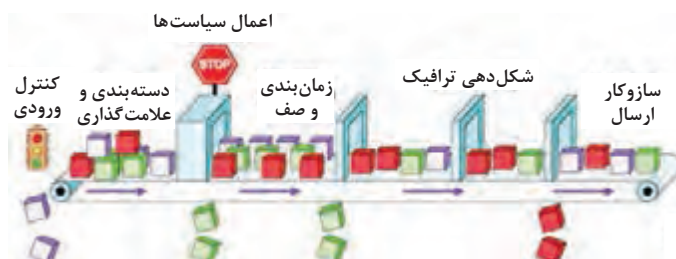 اعمال سیاست‌ها
کنترل
ورودی
دسته‌بندی و
علامت‌گذاری
STOP
زمان‌بندی
و صف
شکل‌دهی ترافیک
سازوکار
ارسال